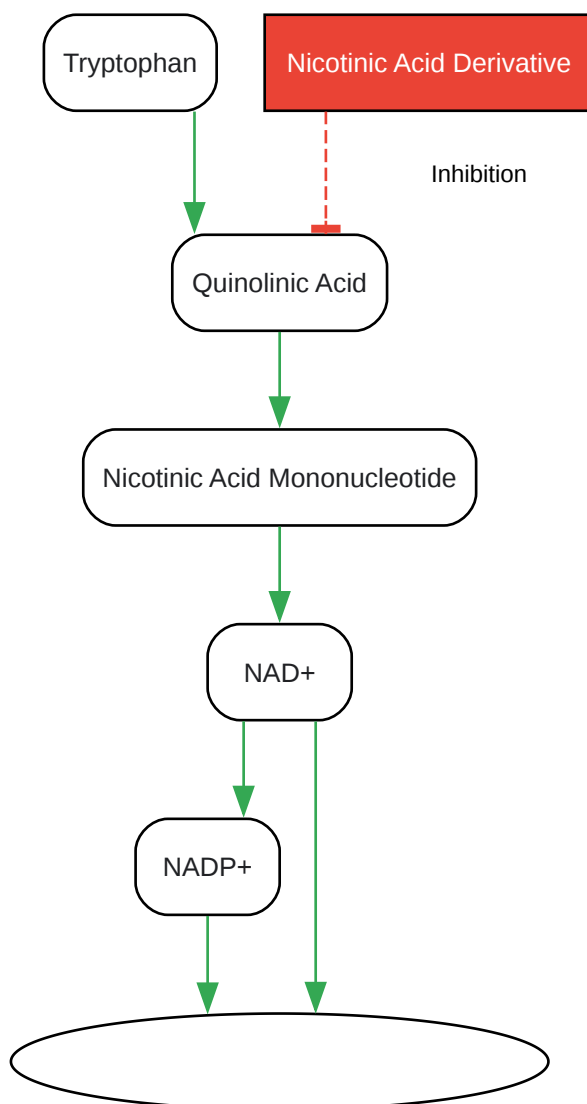 Tryptophan
Nicotinic Acid Derivative
Inhibition
Quinolinic Acid
Nicotinic Acid Mononucleotide
NAD+
NADP+